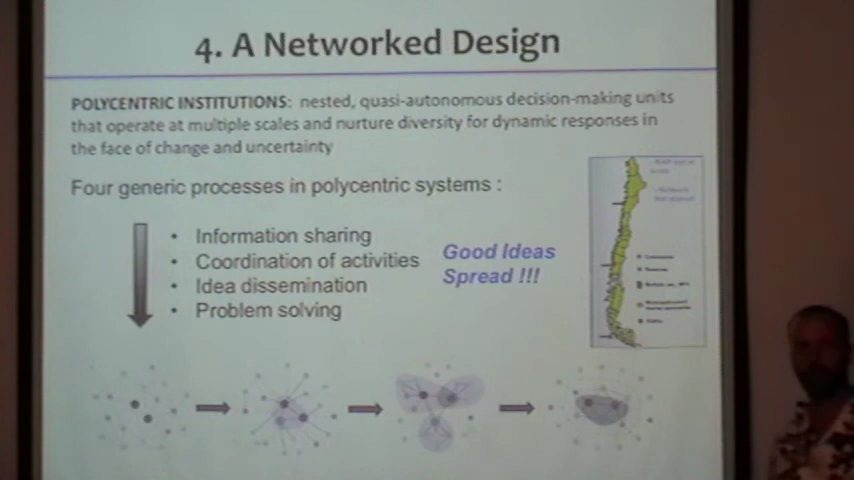 4. A Networked Design
POLYCENTRIC INSTITUTIONS: nested, quasi-autonomous decision-making units
that operate at multiple scales and nurture diversity for dynamic responses in
the face of change and uncertainty
Four generic processes in polycentric systems :
• Information sharing
• Coordination of activities
• Idea dissemination
• Problem solving
Good Ideas
Spread !!!